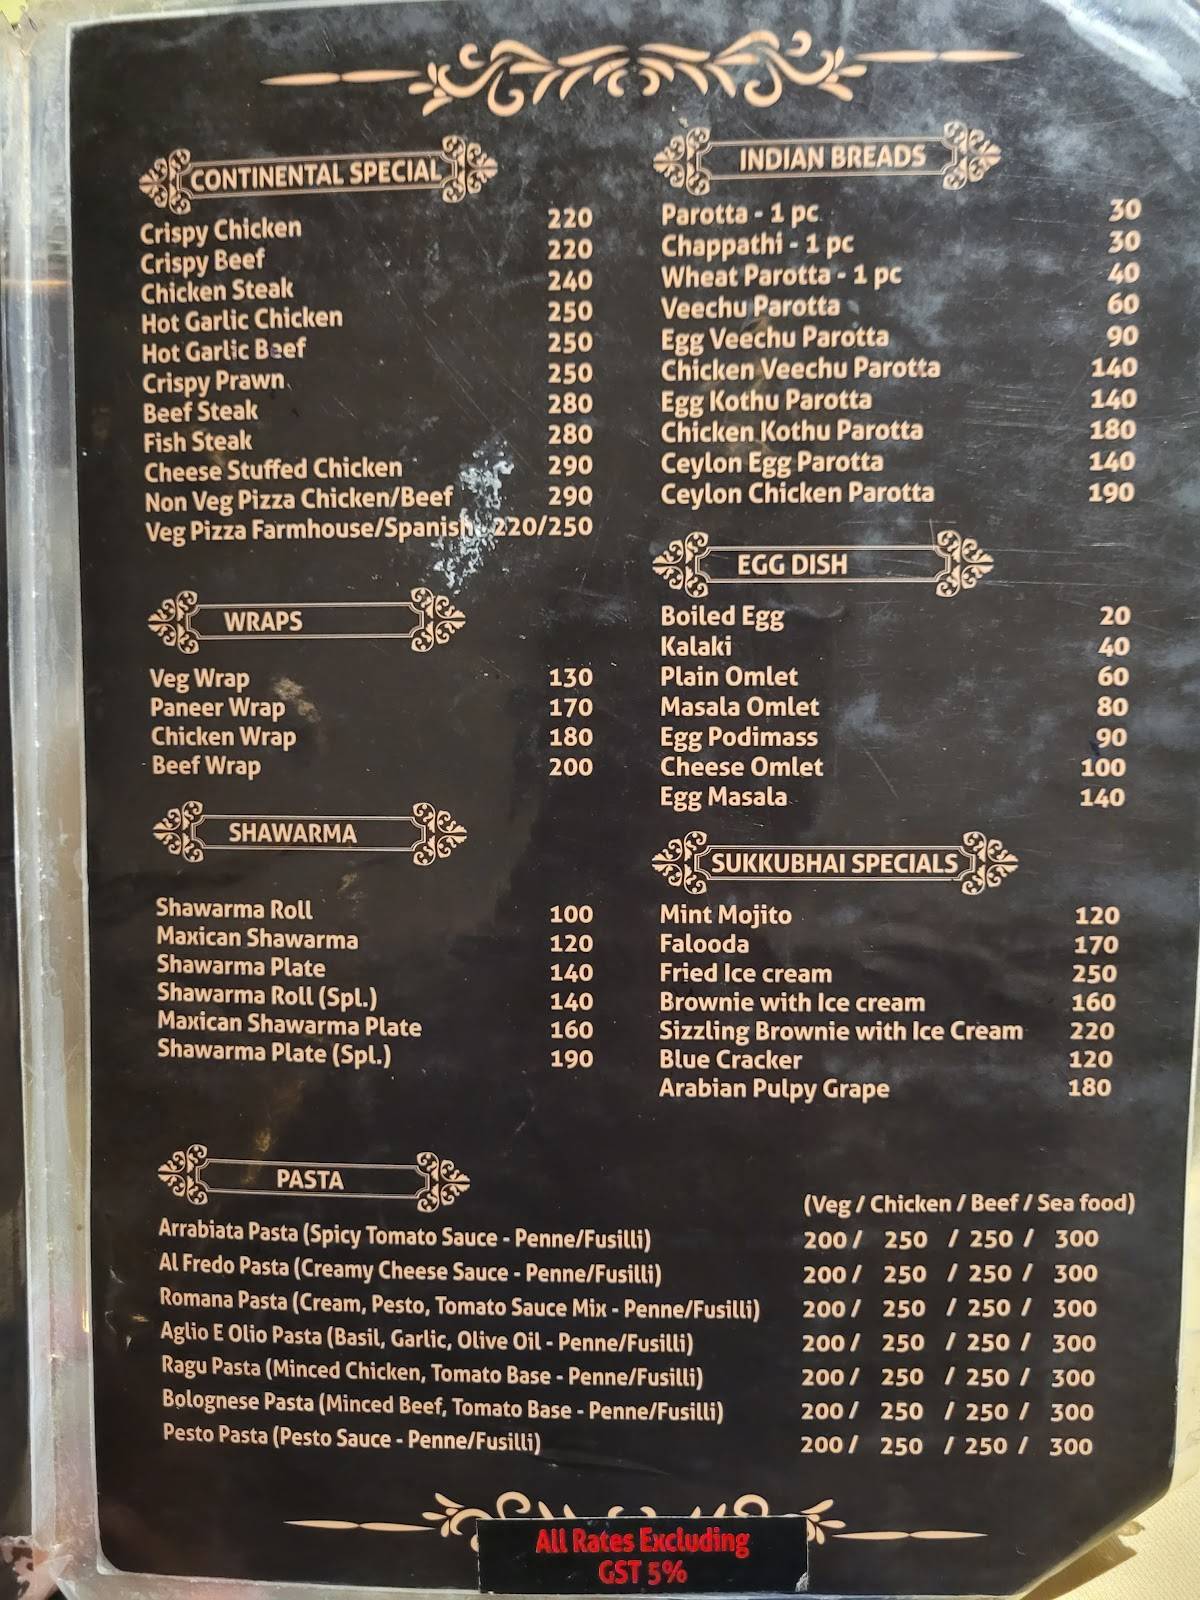 CONTINENTAL SPECIAL
Crispy Chicken 220
Crispy Beef 220
Chicken Steak 240
Hot Garlic Chicken 250
Hot Garlic Beef 250
Crispy Prawn 250
Beef Steak 280
Fish Steak 280
Cheese Stuffed Chicken 290
Non Veg Pizza Chicken/Beef 290
Veg Pizza Farmhouse/Spanish 220/250
WRAPS
Veg Wrap 130
Paneer Wrap 170
Chicken Wrap 180
Beef Wrap 200
SHAWARMA
Shawarma Roll 100
Maxican Shawarma 120
Shawarma Plate 140
Shawarma Roll (Spl.) 140
Maxican Shawarma Plate 160
Shawarma Plate (Spl.) 190
INDIAN BREADS
Parotta - 1 pc 30
Chappathi - 1 pc 30
Wheat Parotta - 1 pc 40
Veechu Parotta 60
Egg Veechu Parotta 90
Chicken Veechu Parotta 140
Egg Kothu Parotta 140
Chicken Kothu Parotta 180
Ceylon Egg Parotta 140
Ceylon Chicken Parotta 190
EGG DISH
Boiled Egg 20
Kalaki 40
Plain Omlet 60
Masala Omlet 80
Egg Podimass 90
Cheese Omlet 100
Egg Masala 140
SUKKUBHAI SPECIALS
Mint Mojito 120
Falooda 170
Fried Ice cream 250
Brownie with Ice cream 160
Sizzling Brownie with Ice Cream 220
Blue Cracker 120
Arabian Pulpy Grape 180
PASTA
(Veg / Chicken / Beef / Sea food)
Arrabiata Pasta (Spicy Tomato Sauce - Penne/Fusilli) 200 / 250 / 250 / 300
Al Fredo Pasta (Creamy Cheese Sauce - Penne/Fusilli) 200 / 250 / 250 / 300
Romana Pasta (Cream, Pesto, Tomato Sauce Mix - Penne/Fusilli) 200 / 250 / 250 / 300
Aglio E Olio Pasta (Basil, Garlic, Olive Oil - Penne/Fusilli) 200 / 250 / 250 / 300
Ragu Pasta (Minced Chicken, Tomato Base - Penne/Fusilli) 200 / 250 / 250 / 300
Bolognese Pasta (Minced Beef, Tomato Base - Penne/Fusilli) 200 / 250 / 250 / 300
Pesto Pasta (Pesto Sauce - Penne/Fusilli) 200 / 250 / 250 / 300
All Rates Excluding
GST 5%